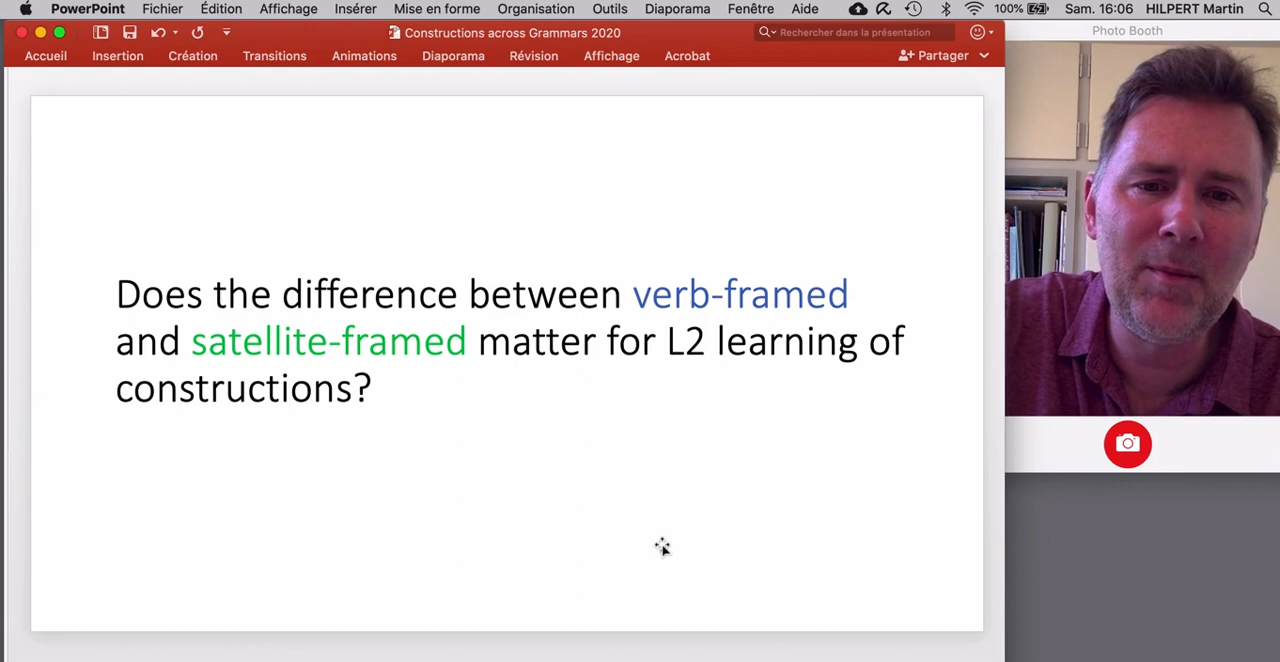 PowerPoint Fichier Édition Affichage Insérer Mise en forme Organisation Outils Diaporama Fenêtre Aide 100% Sam. 16:06 HILPERT Martin
Constructions across Grammars 2020
Rechercher dans la présentation
Photo Booth
Accueil Insertion Création Transitions Animations Diaporama Révision Affichage Acrobat Partager
Does the difference between verb-framed
and satellite-framed matter for L2 learning of
constructions?